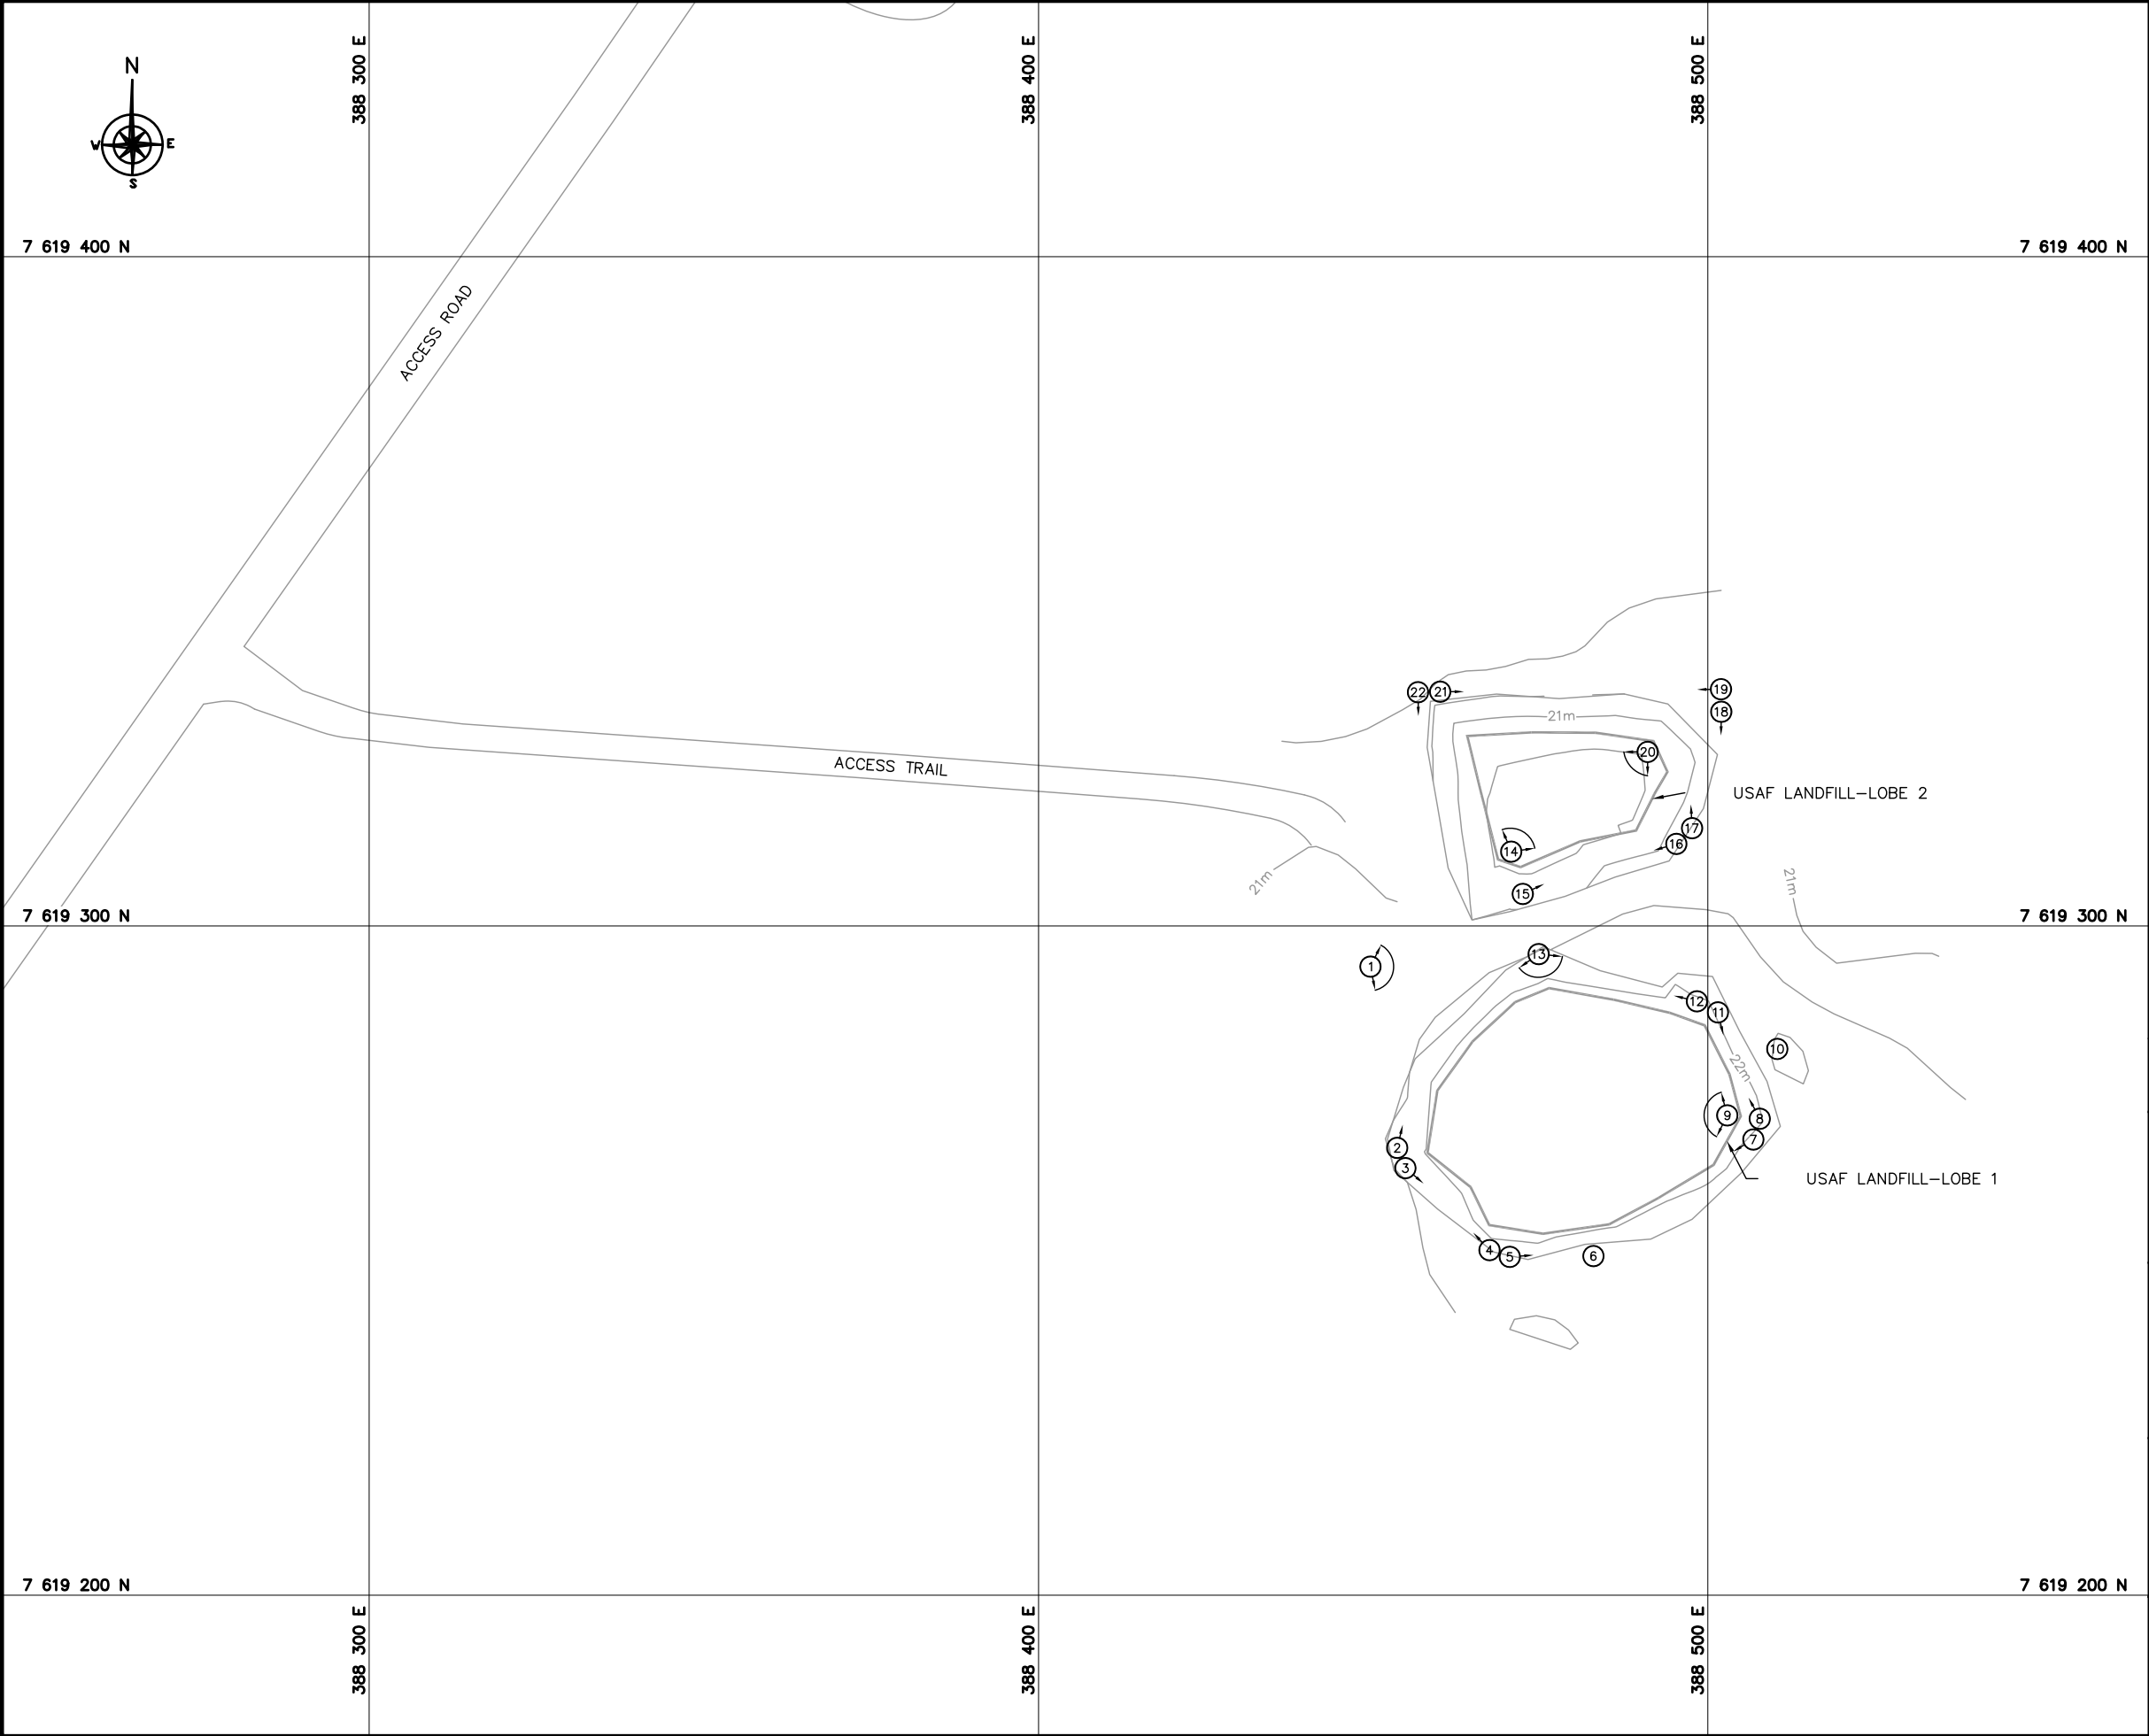 388 300 E
388 400 E
388 500 E
N
W
E
S
7 619 400 N
7 619 400 N
ACCESS ROAD
22
21
19
18
21m
20
ACCESS TRAIL
USAF LANDFILL-LOBE 2
17
16
14
21m
21m
15
7 619 300 N
7 619 300 N
13
1
12
11
10
22m
9
8
7
2
3
USAF LANDFILL-LOBE 1
4
5
6
7 619 200 N
7 619 200 N
388 300 E
388 400 E
388 500 E